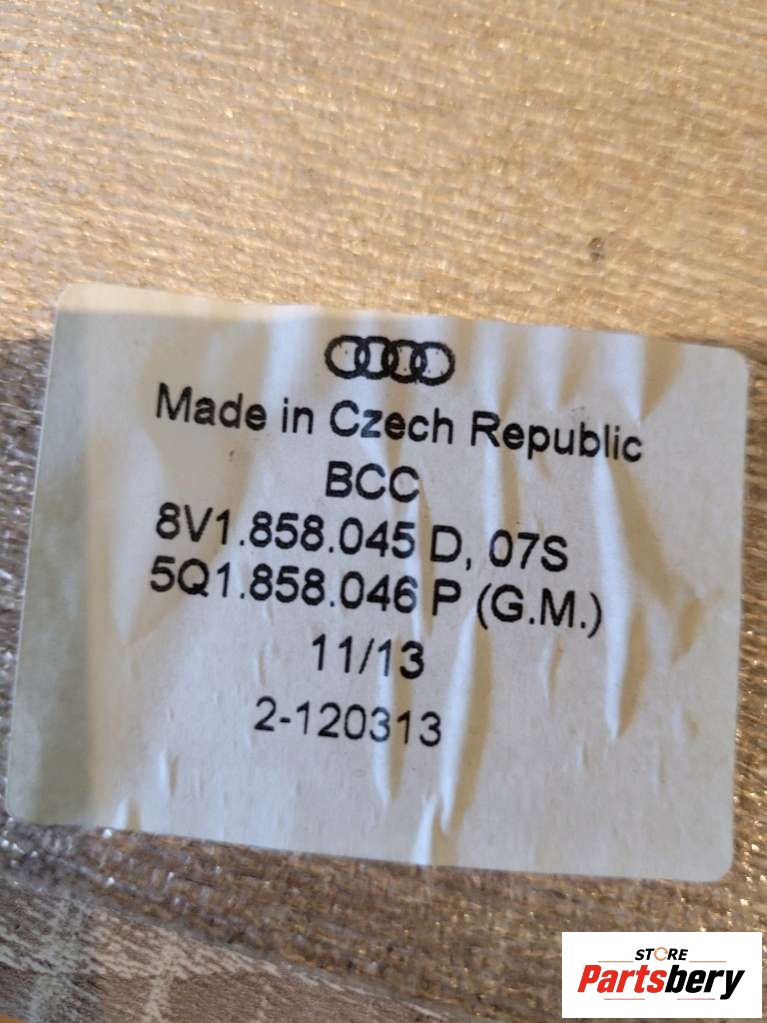 Made in Czech Republic
BCC
8V1.858.045 D, 07S
5Q1.858.046 P (G.M.)
11/13
2-120313
STORE
Partsbery